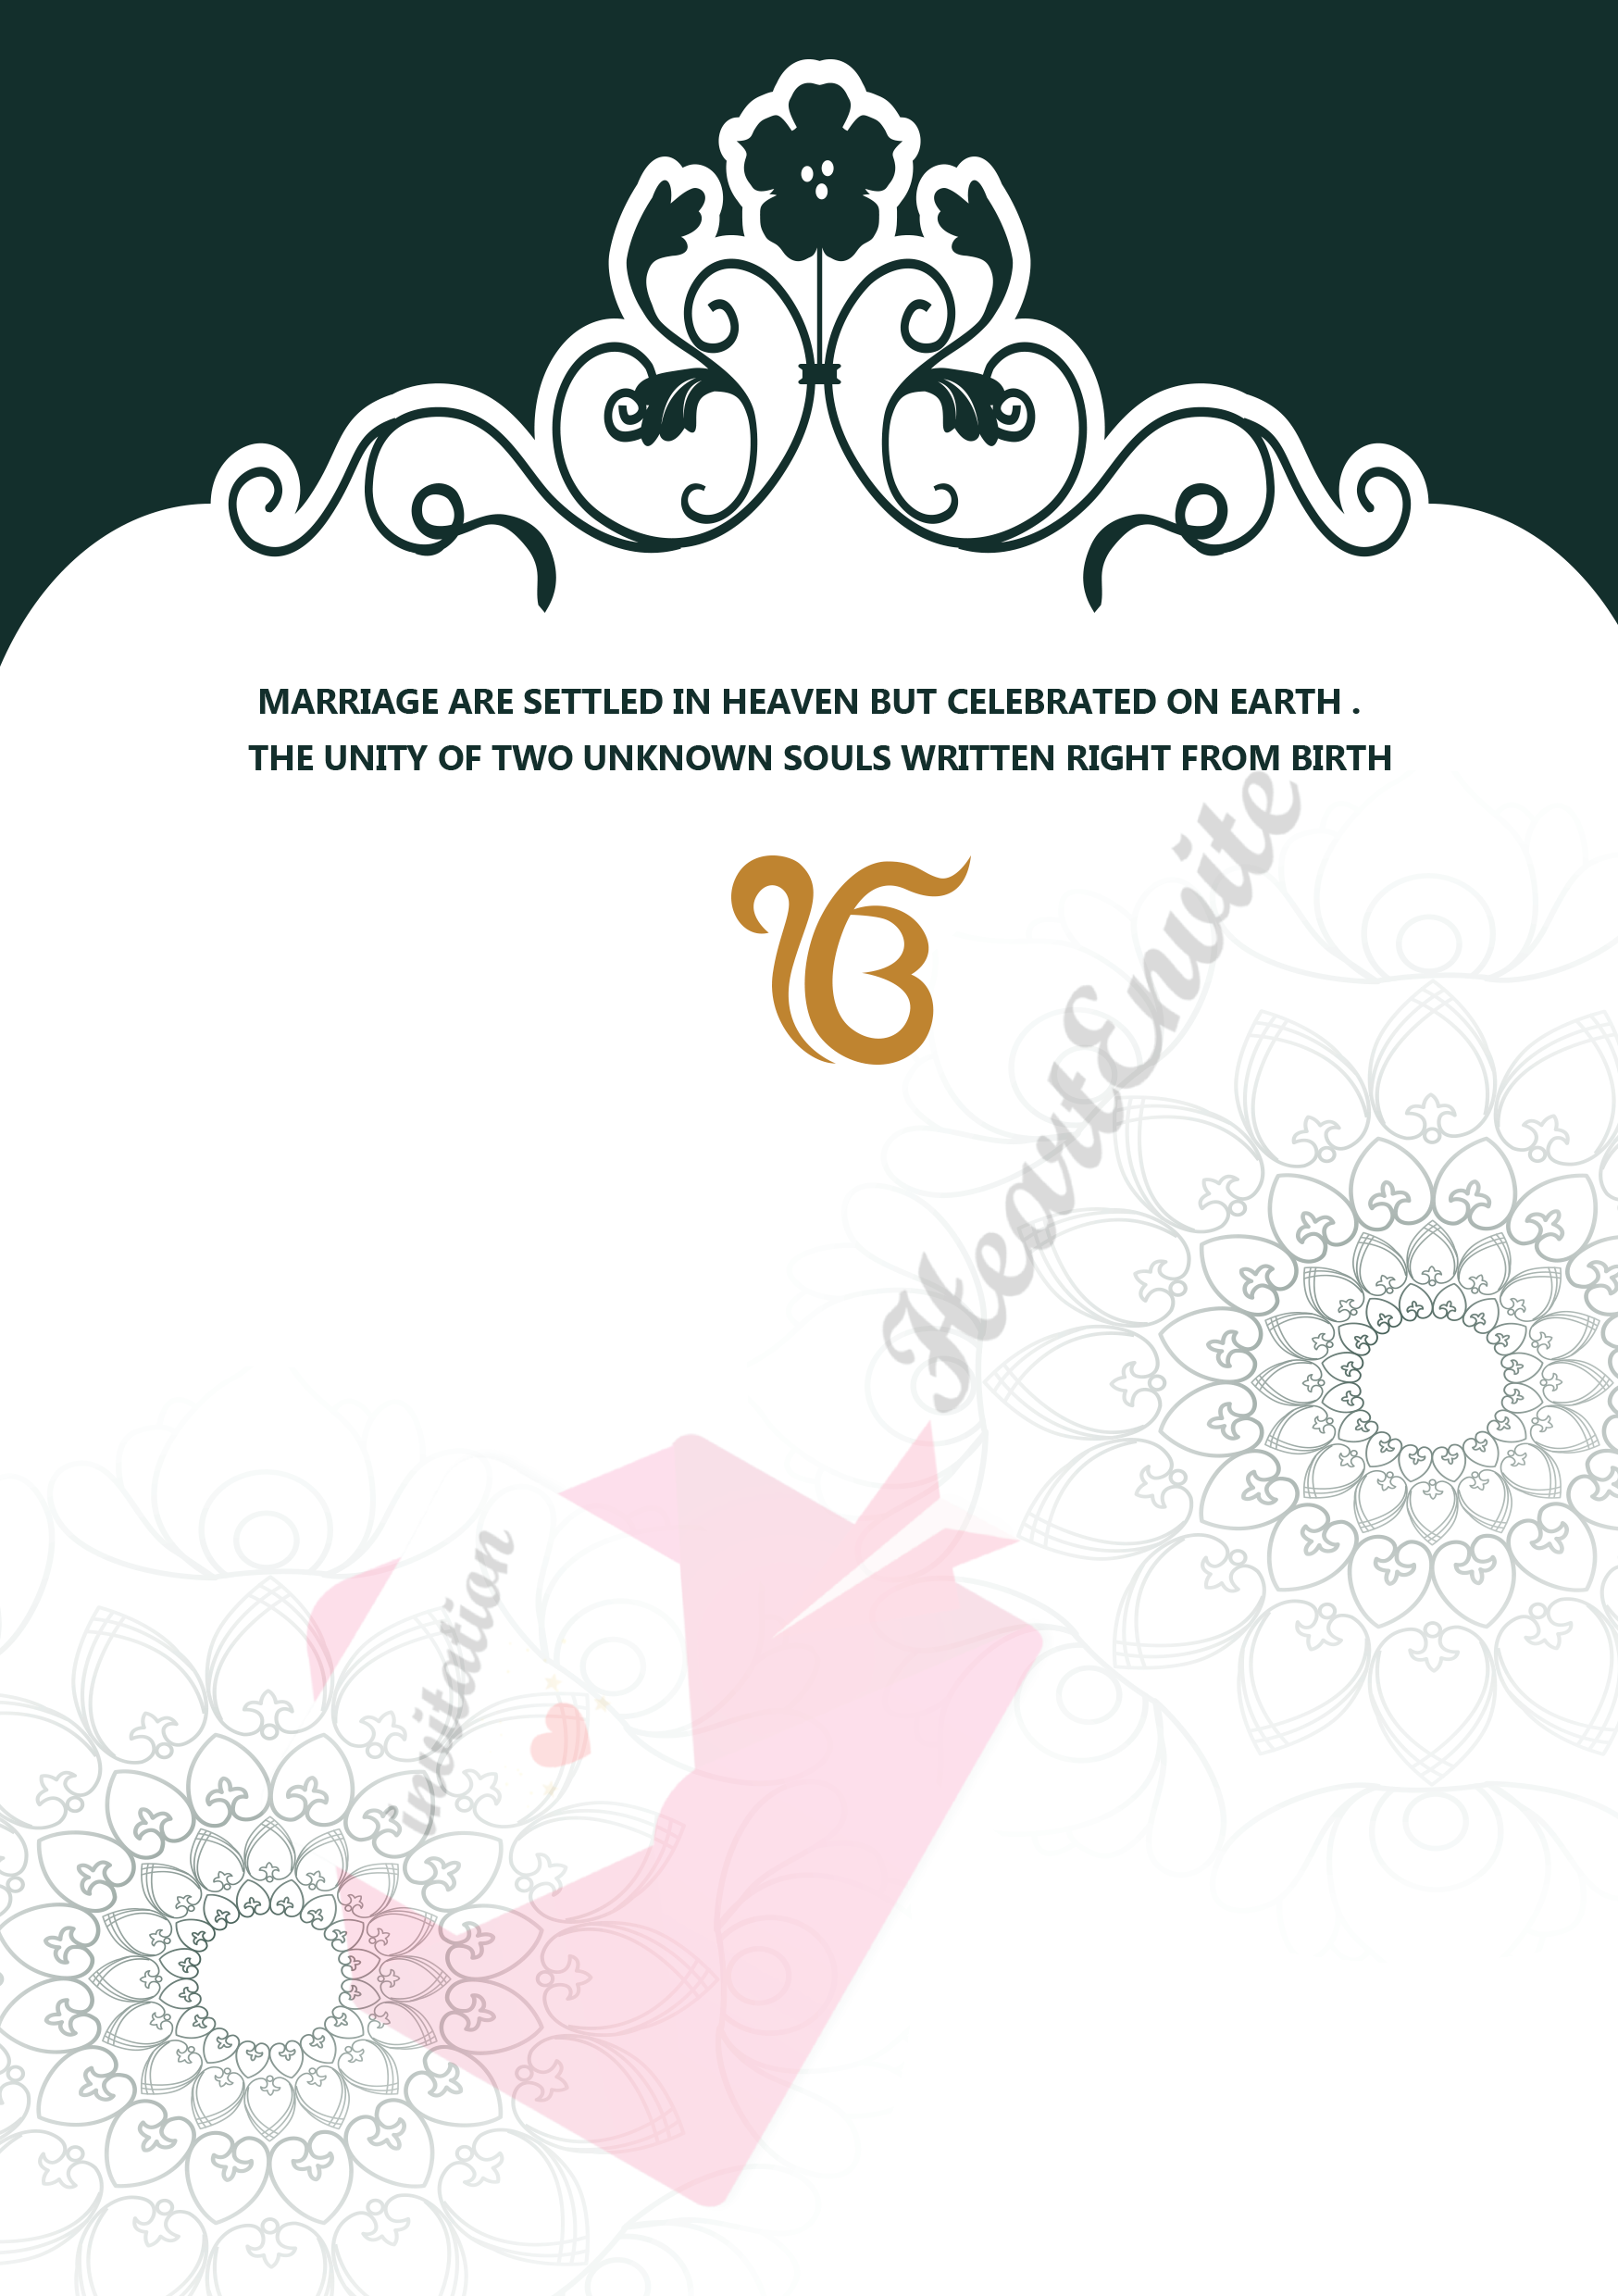 MARRIAGE ARE SETTLED IN HEAVEN BUT CELEBRATED ON EARTH .
THE UNITY OF TWO UNKNOWN SOULS WRITTEN RIGHT FROM BIRTH
ੴ
HeartEnvite
invitation